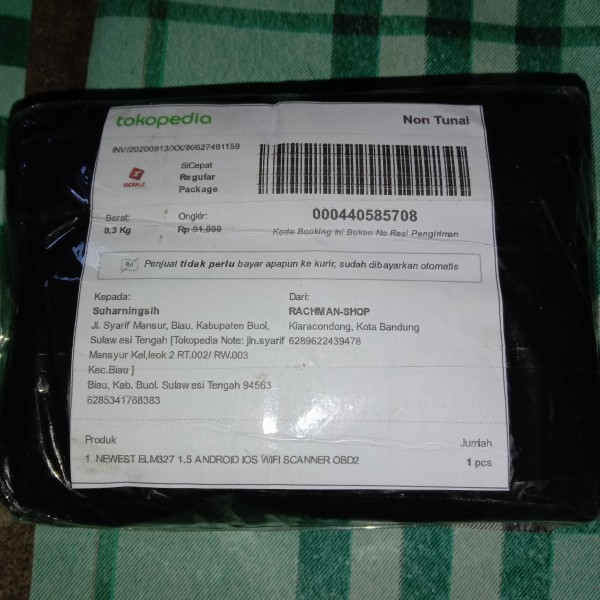 tokopedia
Non Tunai
INV/20200913/XX/IX/627491159
SiCepat
Regular
Package
Berat:
0.3 Kg
Ongkir:
Rp 91.000
000440585708
Kode Booking Ini Bukan No Resi Pengiriman
Rp
Penjual tidak perlu bayar apapun ke kurir, sudah dibayarkan otomatis
Kepada:
Suharningsih
Jl. Syarif Mansur, Biau, Kabupaten Buol,
Sulawesi Tengah [Tokopedia Note: jln.syarif
Mansyur Kel,leok 2 RT.002/ RW.003
Kec.Biau ]
Biau, Kab. Buol. Sulawesi Tengah 94563
6285341768383
Dari:
RACHMAN-SHOP
Kiaracondong, Kota Bandung
6289622439478
Produk
Jumlah
1 NEWEST ELM327 1.5 ANDROID IOS WIFI SCANNER OBD2
1 pcs